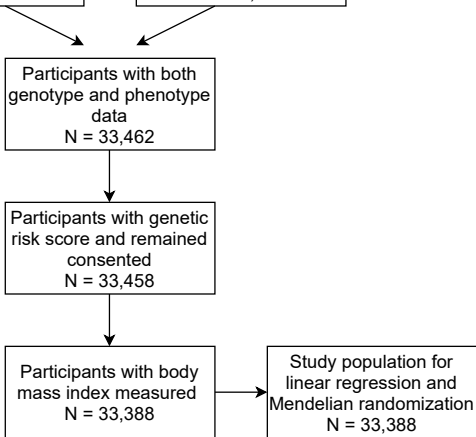 Participants with both
genotype and phenotype
data
N = 33,462
Participants with genetic
risk score and remained
consented
N = 33,458
Participants with body
mass index measured
N = 33,388
Study population for
linear regression and
Mendelian randomization
N = 33,388